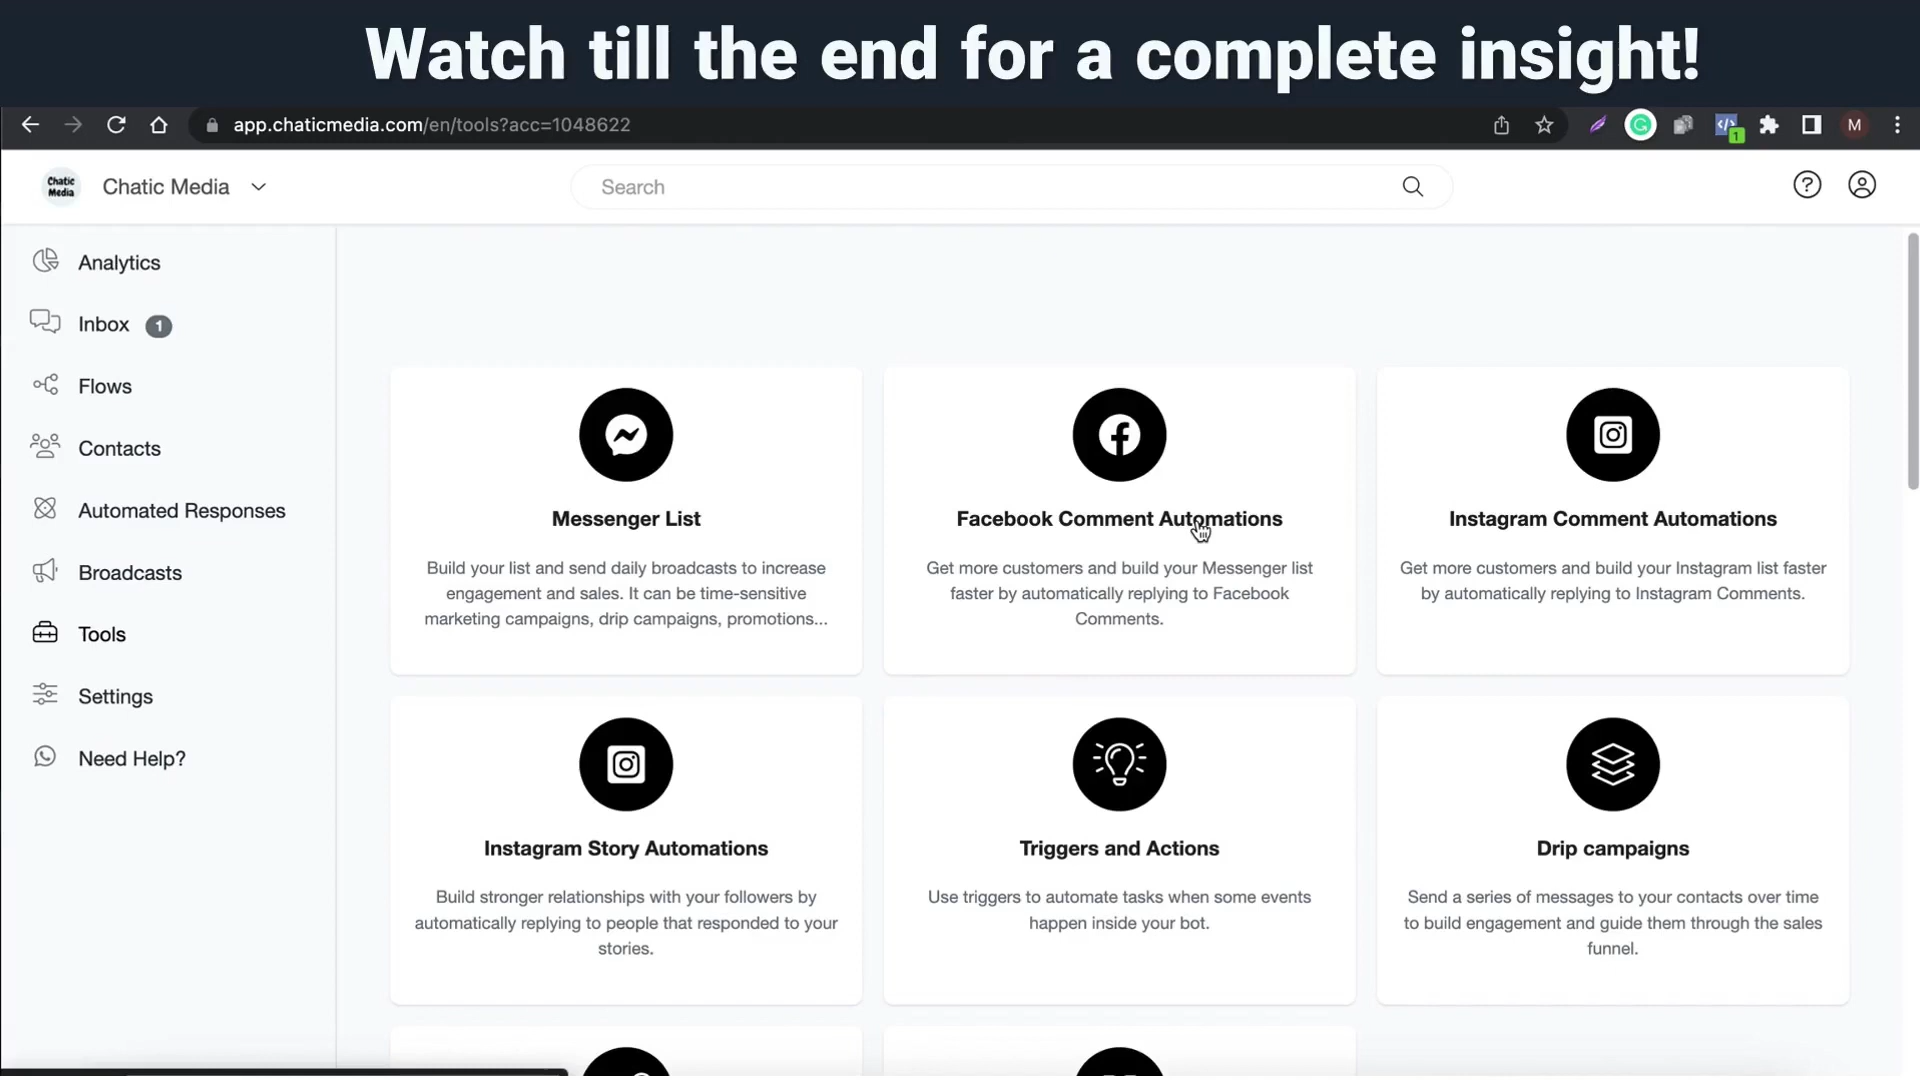 Watch till the end for a complete insight!
app.chaticmedia.com/en/tools?acc=1048622
1
M
Chatic
Media
Chatic Media
Search
Analytics
Inbox 1
Flows
Contacts
Automated Responses
Broadcasts
Tools
Settings
Need Help?
Messenger List
Build your list and send daily broadcasts to increase
engagement and sales. It can be time-sensitive
marketing campaigns, drip campaigns, promotions...
Facebook Comment Automations
Get more customers and build your Messenger list
faster by automatically replying to Facebook
Comments.
Instagram Comment Automations
Get more customers and build your Instagram list faster
by automatically replying to Instagram Comments.
Instagram Story Automations
Build stronger relationships with your followers by
automatically replying to people that responded to your
stories.
Triggers and Actions
Use triggers to automate tasks when some events
happen inside your bot.
Drip campaigns
Send a series of messages to your contacts over time
to build engagement and guide them through the sales
funnel.